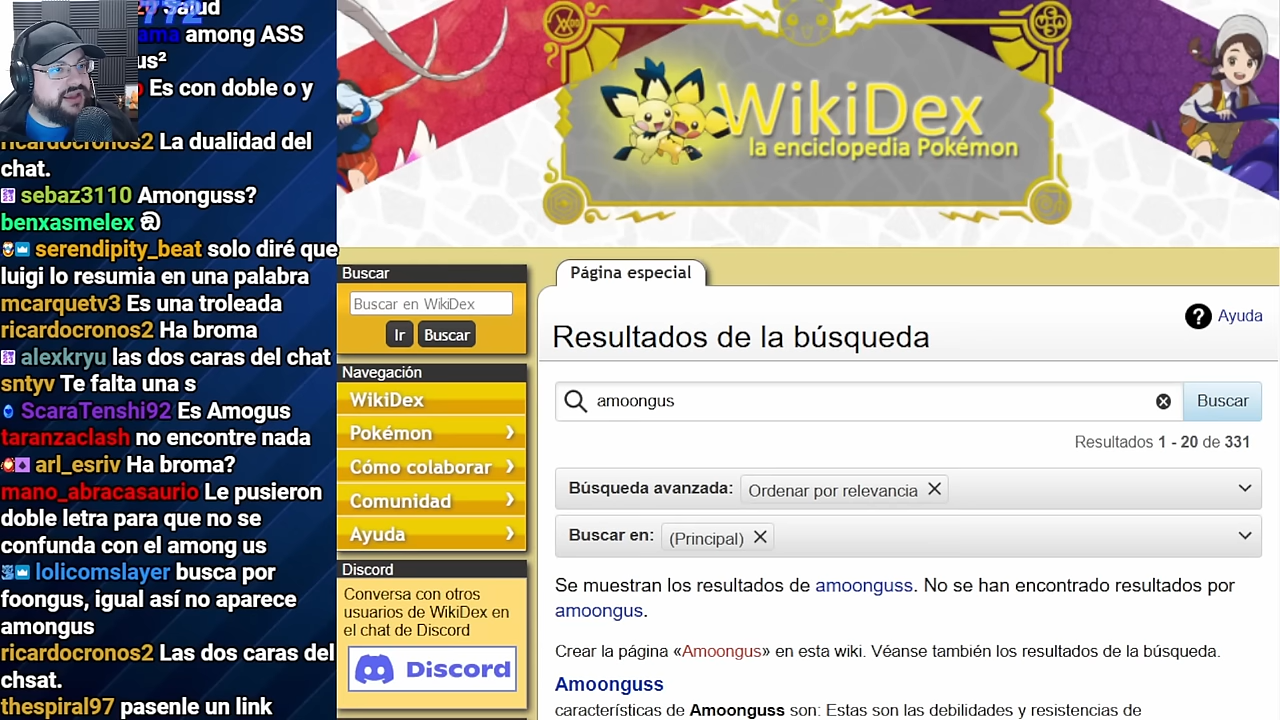 Salud
ama among ASS
us²
Es con doble o y
ricardocronos2 La dualidad del
chat.
sebaz3110 Amonguss?
benxasmelex ඞ
serendipity_beat solo diré que
luigi lo resumia en una palabra
mcarquetv3 Es una troleada
ricardocronos2 Ha broma
alexkryu las dos caras del chat
sntyv Te falta una s
ScaraTenshi92 Es Amogus
taranzaclash no encontre nada
arl_esriv Ha broma?
mano_abracasaurio Le pusieron
doble letra para que no se
confunda con el among us
lolicomslayer busca por
foongus, igual así no aparece
amongus
ricardocronos2 Las dos caras del
chsat.
thespiral97 pasenle un link
WikiDex
la enciclopedia Pokémon
Buscar
Buscar en WikiDex
Ir Buscar
Navegación
WikiDex
Pokémon
Cómo colaborar
Comunidad
Ayuda
Discord
Conversa con otros
usuarios de WikiDex en
el chat de Discord
Discord
Página especial
Ayuda
Resultados de la búsqueda
amoongus
Buscar
Resultados 1 - 20 de 331
Búsqueda avanzada: Ordenar por relevancia
Buscar en: (Principal)
Se muestran los resultados de amoonguss. No se han encontrado resultados por
amoongus.
Crear la página «Amoongus» en esta wiki. Véanse también los resultados de la búsqueda.
Amoonguss
características de Amoonguss son: Estas son las debilidades y resistencias de